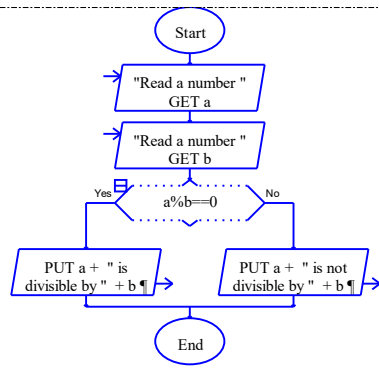 Start
"Read a number "
GET a
"Read a number "
GET b
Yes
No
a%b==0
PUT a + " is
divisible by " + b ¶
PUT a + " is not
divisible by " + b ¶
End